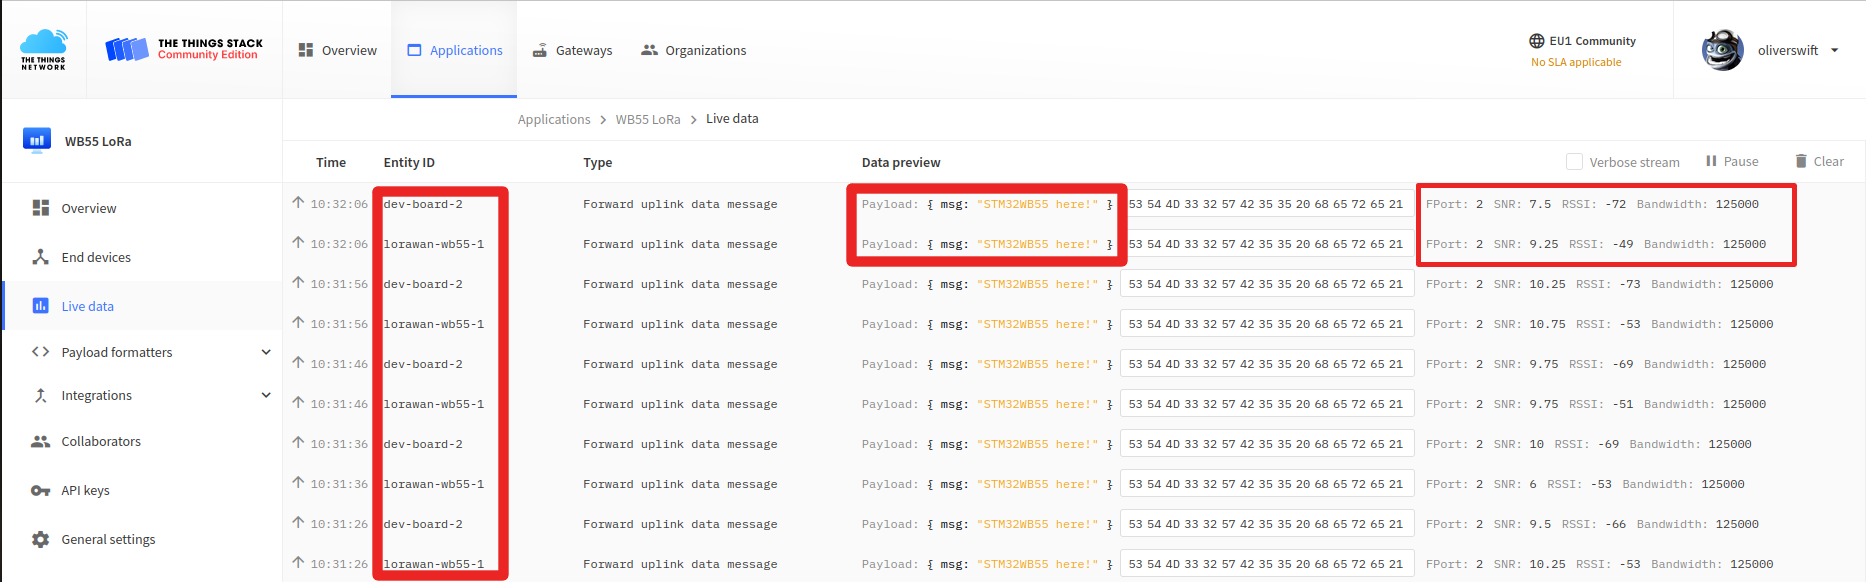 THE THINGS NETWORK
THE THINGS STACK
Community Edition
Overview
Applications
Gateways
Organizations
EU1 Community
No SLA applicable
oliverswift
WB55 LoRa
Applications > WB55 LoRa > Live data
Time Entity ID Type Data preview Verbose stream Pause Clear
Overview
End devices
Live data
Payload formatters
Integrations
Collaborators
API keys
General settings
10:32:06 dev-board-2 Forward uplink data message Payload: { msg: "STM32WB55 here!" } 53 54 4D 33 32 57 42 35 35 20 68 65 72 65 21 FPort: 2 SNR: 7.5 RSSI: -72 Bandwidth: 125000
10:32:06 lorawan-wb55-1 Forward uplink data message Payload: { msg: "STM32WB55 here!" } 53 54 4D 33 32 57 42 35 35 20 68 65 72 65 21 FPort: 2 SNR: 9.25 RSSI: -49 Bandwidth: 125000
10:31:56 dev-board-2 Forward uplink data message Payload: { msg: "STM32WB55 here!" } 53 54 4D 33 32 57 42 35 35 20 68 65 72 65 21 FPort: 2 SNR: 10.25 RSSI: -73 Bandwidth: 125000
10:31:56 lorawan-wb55-1 Forward uplink data message Payload: { msg: "STM32WB55 here!" } 53 54 4D 33 32 57 42 35 35 20 68 65 72 65 21 FPort: 2 SNR: 10.75 RSSI: -53 Bandwidth: 125000
10:31:46 dev-board-2 Forward uplink data message Payload: { msg: "STM32WB55 here!" } 53 54 4D 33 32 57 42 35 35 20 68 65 72 65 21 FPort: 2 SNR: 9.75 RSSI: -69 Bandwidth: 125000
10:31:46 lorawan-wb55-1 Forward uplink data message Payload: { msg: "STM32WB55 here!" } 53 54 4D 33 32 57 42 35 35 20 68 65 72 65 21 FPort: 2 SNR: 9.75 RSSI: -51 Bandwidth: 125000
10:31:36 dev-board-2 Forward uplink data message Payload: { msg: "STM32WB55 here!" } 53 54 4D 33 32 57 42 35 35 20 68 65 72 65 21 FPort: 2 SNR: 10 RSSI: -69 Bandwidth: 125000
10:31:36 lorawan-wb55-1 Forward uplink data message Payload: { msg: "STM32WB55 here!" } 53 54 4D 33 32 57 42 35 35 20 68 65 72 65 21 FPort: 2 SNR: 6 RSSI: -53 Bandwidth: 125000
10:31:26 dev-board-2 Forward uplink data message Payload: { msg: "STM32WB55 here!" } 53 54 4D 33 32 57 42 35 35 20 68 65 72 65 21 FPort: 2 SNR: 9.5 RSSI: -66 Bandwidth: 125000
10:31:26 lorawan-wb55-1 Forward uplink data message Payload: { msg: "STM32WB55 here!" } 53 54 4D 33 32 57 42 35 35 20 68 65 72 65 21 FPort: 2 SNR: 10.25 RSSI: -53 Bandwidth: 125000